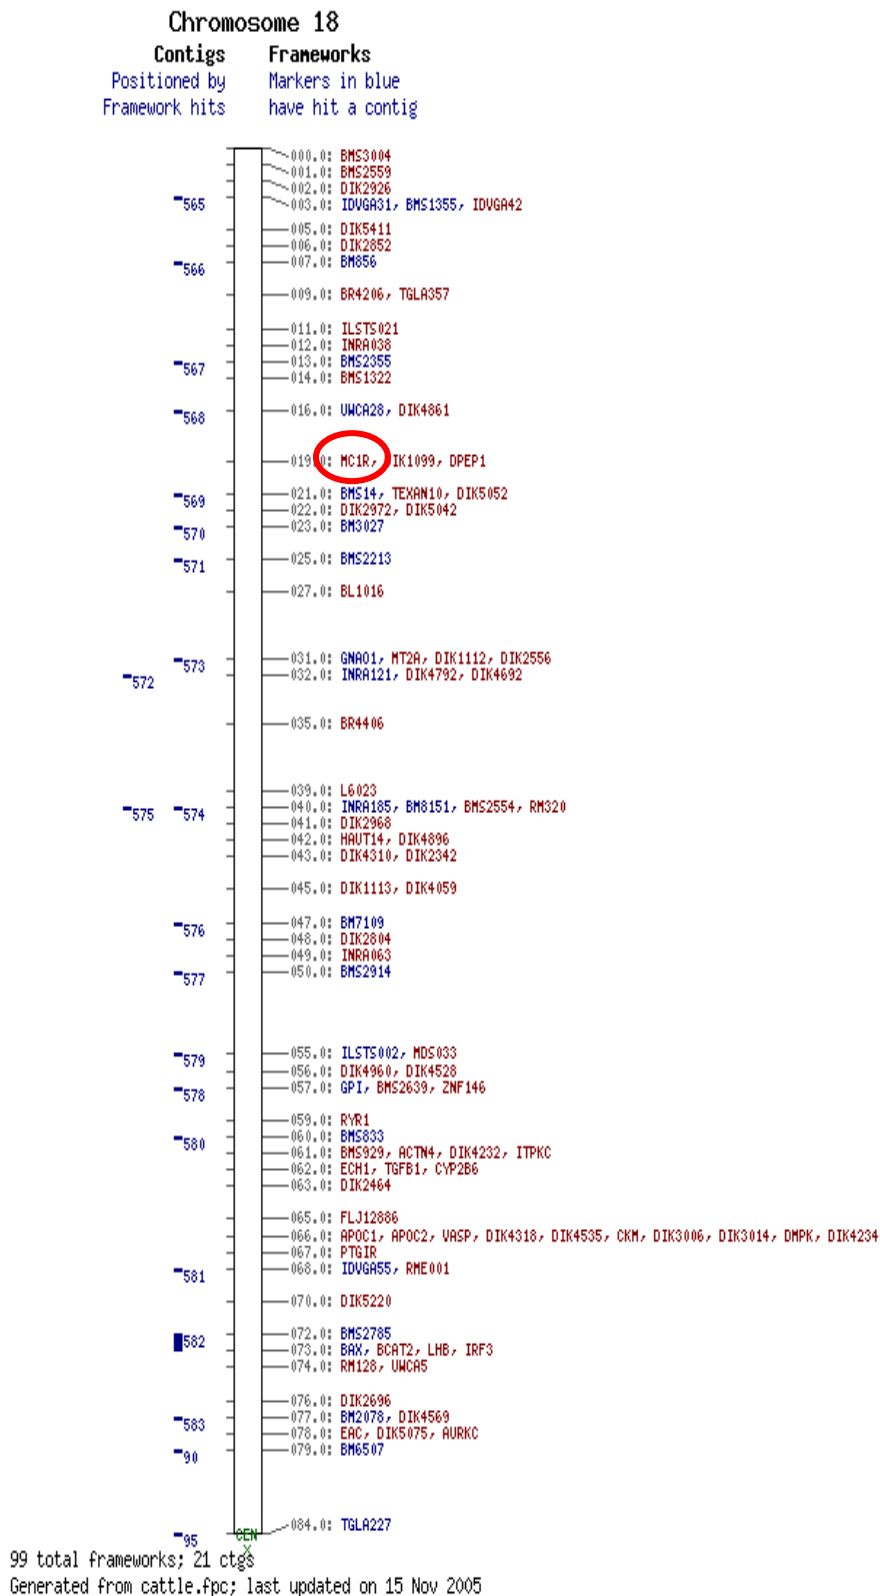 Chromosome 18
Contigs Frameworks
Positioned by Markers in blue
Framework hits have hit a contig
000.0: BMS3004
001.0: BMS2559
002.0: DIK2926
565 003.0: IDVGA31, BMS1355, IDVGA42
005.0: DIK5411
006.0: DIK2852
566 007.0: BM856
009.0: BR4206, TGLA357
011.0: ILSTS021
012.0: INRA038
567 013.0: BMS2355
014.0: BMS1322
568 016.0: UWCA28, DIK4861
019.0: MC1R, DIK1099, DPEP1
569 021.0: BMS14, TEXAN10, DIK5052
022.0: DIK2972, DIK5042
570 023.0: BM3027
571 025.0: BMS2213
027.0: BL1016
573 031.0: GNAO1, MT2A, DIK1112, DIK2556
572 032.0: INRA121, DIK4792, DIK4692
035.0: BR4406
039.0: L6023
575 574 040.0: INRA185, BM8151, BMS2554, RM320
041.0: DIK2968
042.0: HAUT14, DIK4896
043.0: DIK4310, DIK2342
045.0: DIK1113, DIK4059
576 047.0: BM7109
048.0: DIK2804
049.0: INRA063
577 050.0: BMS2914
579 055.0: ILSTS002, MDS033
056.0: DIK4960, DIK4528
578 057.0: GPI, BMS2639, ZNF146
059.0: RYR1
580 060.0: BMS833
061.0: BMS929, ACTN4, DIK4232, ITPKC
062.0: ECH1, TGFB1, CYP2B6
063.0: DIK2464
065.0: FLJ12886
066.0: APOC1, APOC2, VASP, DIK4318, DIK4535, CKM, DIK3006, DIK3014, DMPK, DIK4234
067.0: PTGIR
581 068.0: IDVGA55, RME001
070.0: DIK5220
582 072.0: BMS2785
073.0: BAX, BCAT2, LHB, IRF3
074.0: RM128, UWCA5
076.0: DIK2696
583 077.0: BM2078, DIK4569
078.0: EAC, DIK5075, AURKC
90 079.0: BM6507
95 CEN 084.0: TGLA227
X
99 total frameworks; 21 ctgs
Generated from cattle.fpc; last updated on 15 Nov 2005